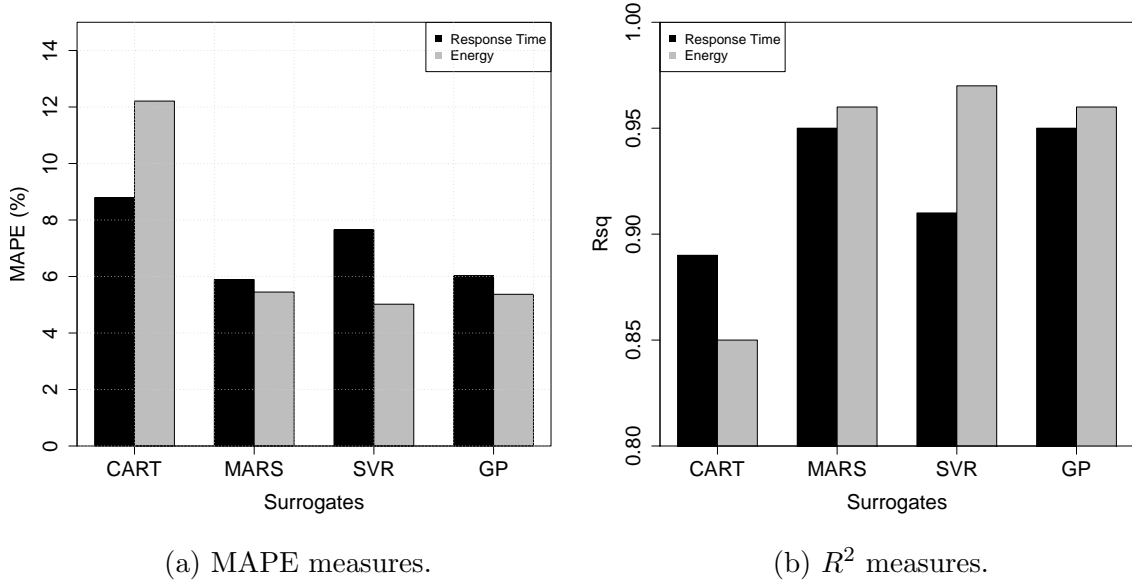 MAPE (%)
0
2
4
6
8
10
12
14
Response Time
Energy
CART MARS SVR GP
Surrogates
(a) MAPE measures.
Rsq
0.80
0.85
0.90
0.95
1.00
Response Time
Energy
CART MARS SVR GP
Surrogates
(b) R² measures.